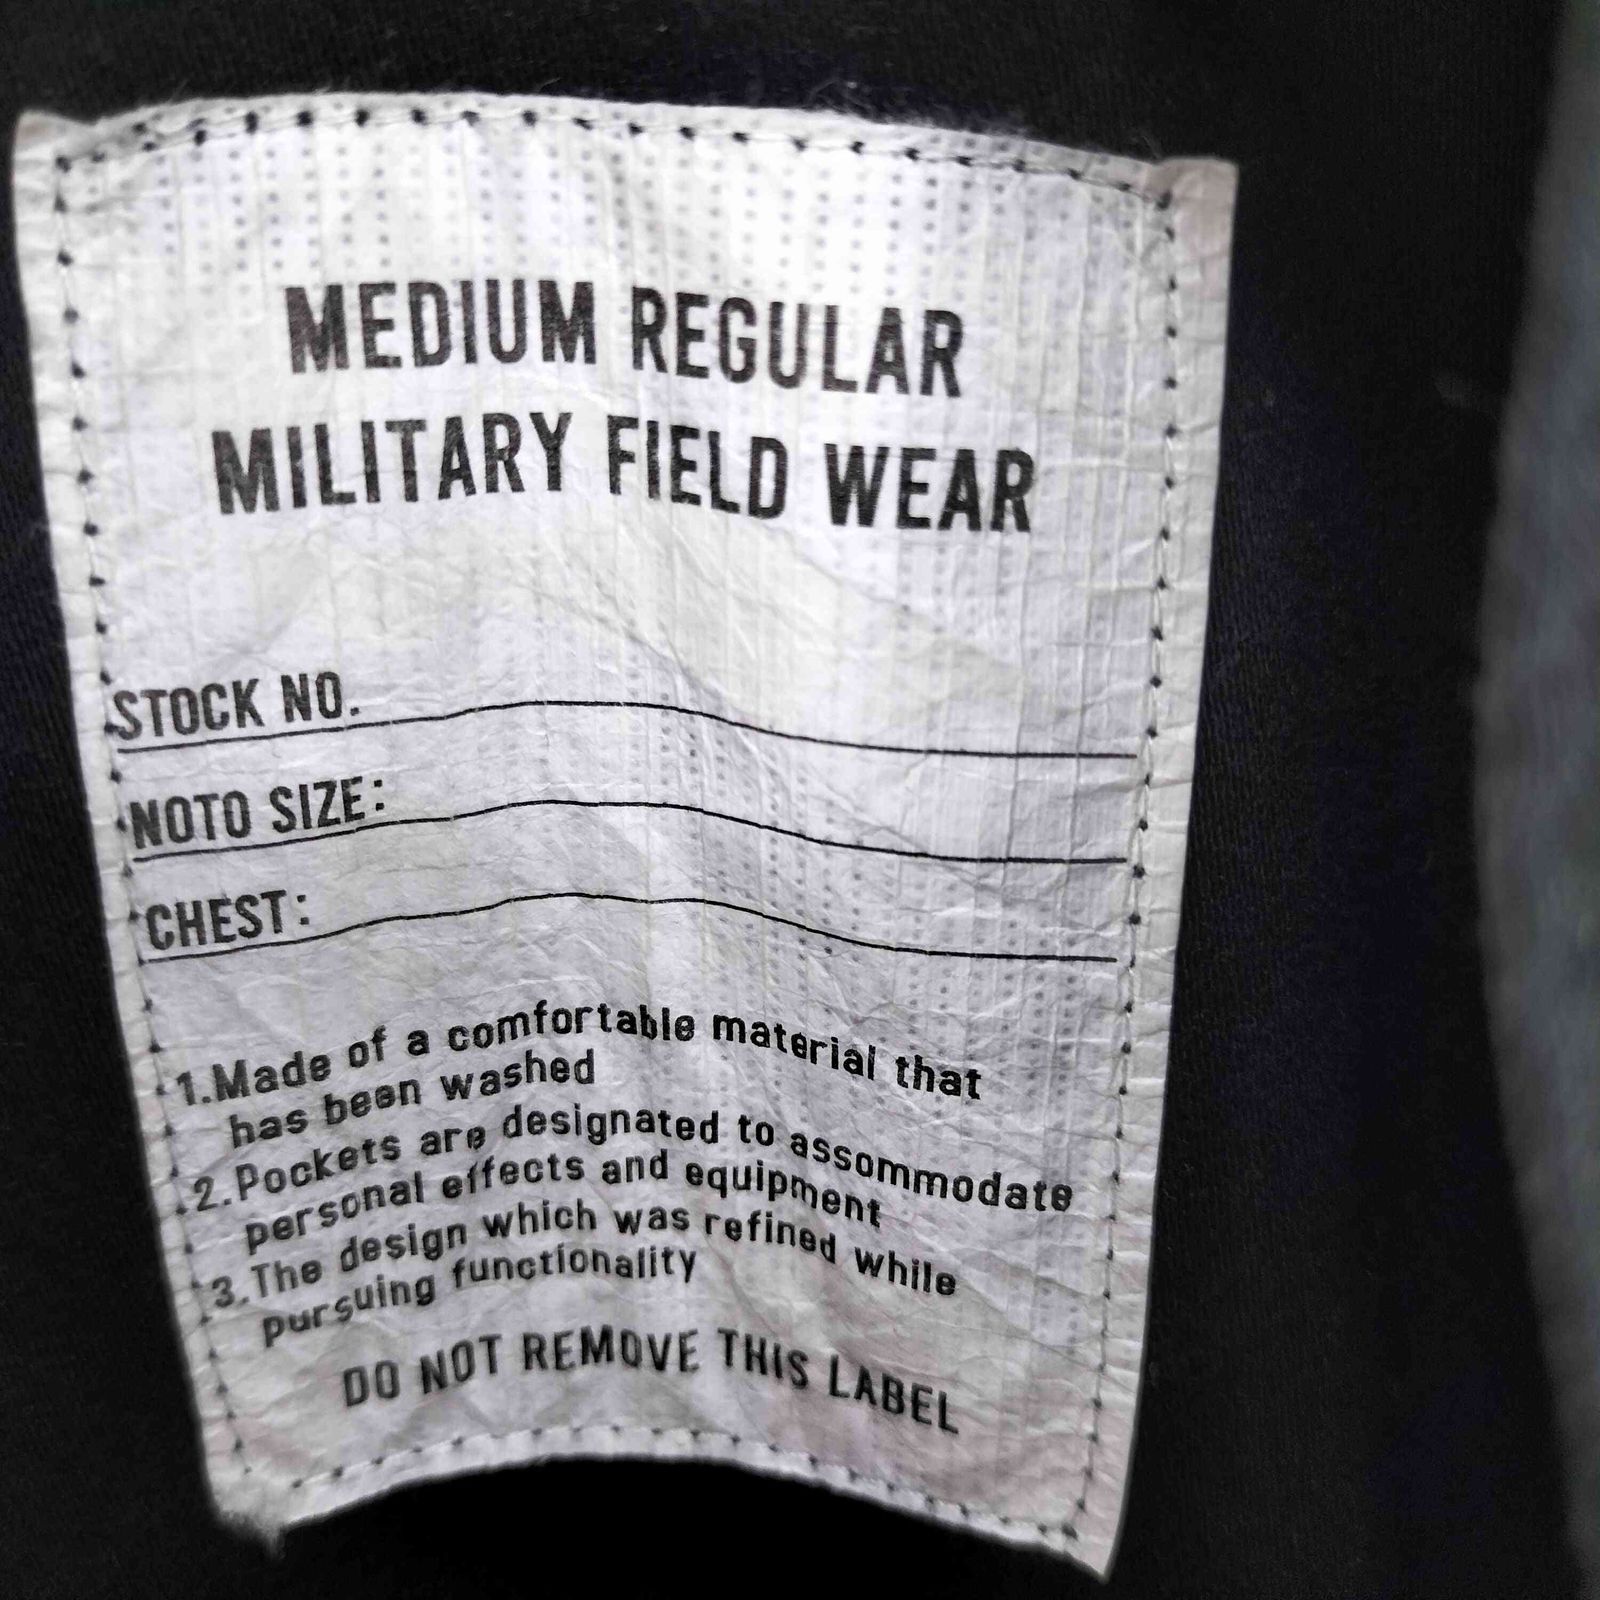 MEDIUM REGULAR
MILITARY FIELD WEAR
STOCK NO.
NOTO SIZE:
CHEST:
1.Made of a comfortable material that
has been washed
2.Pockets are designated to assommodate
personal effects and equipment
3.The design which was refined while
pursuing functionality
DO NOT REMOVE THIS LABEL